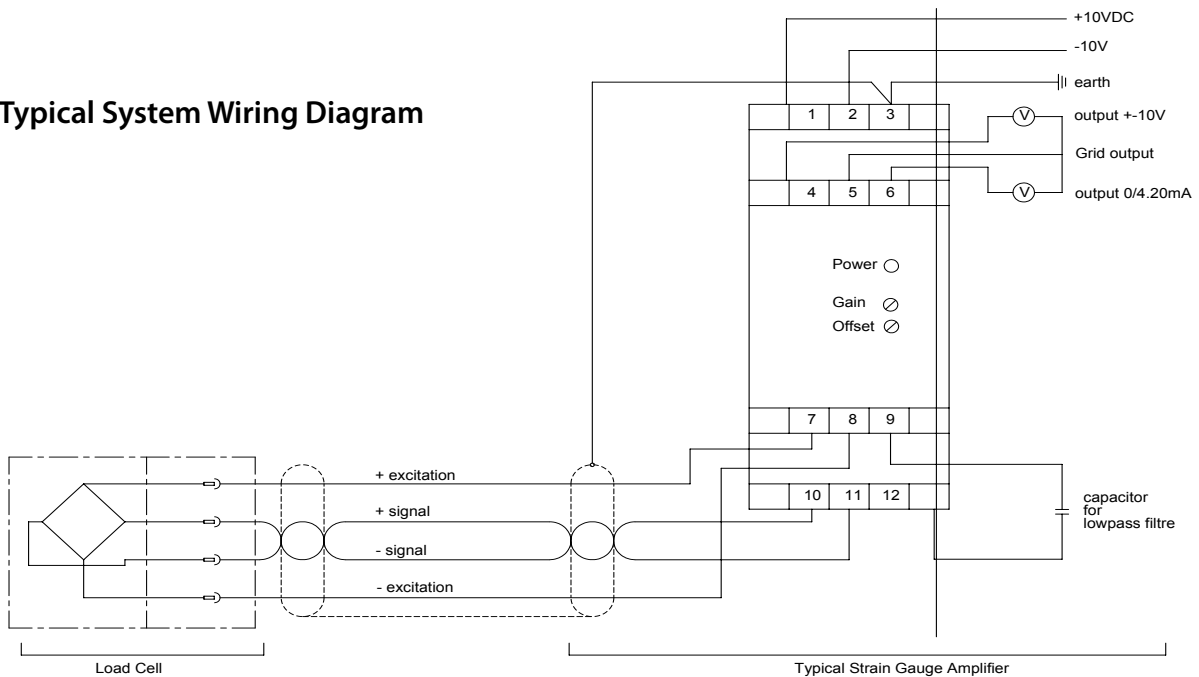 +10VDC
-10V
earth
Typical System Wiring Diagram
1 2 3
output +-10V
V
Grid output
4 5 6
V
output 0/4.20mA
Power
Gain
Offset
7 8 9
+ excitation
10 11 12
capacitor
for
lowpass filtre
+ signal
- signal
- excitation
Load Cell
Typical Strain Gauge Amplifier